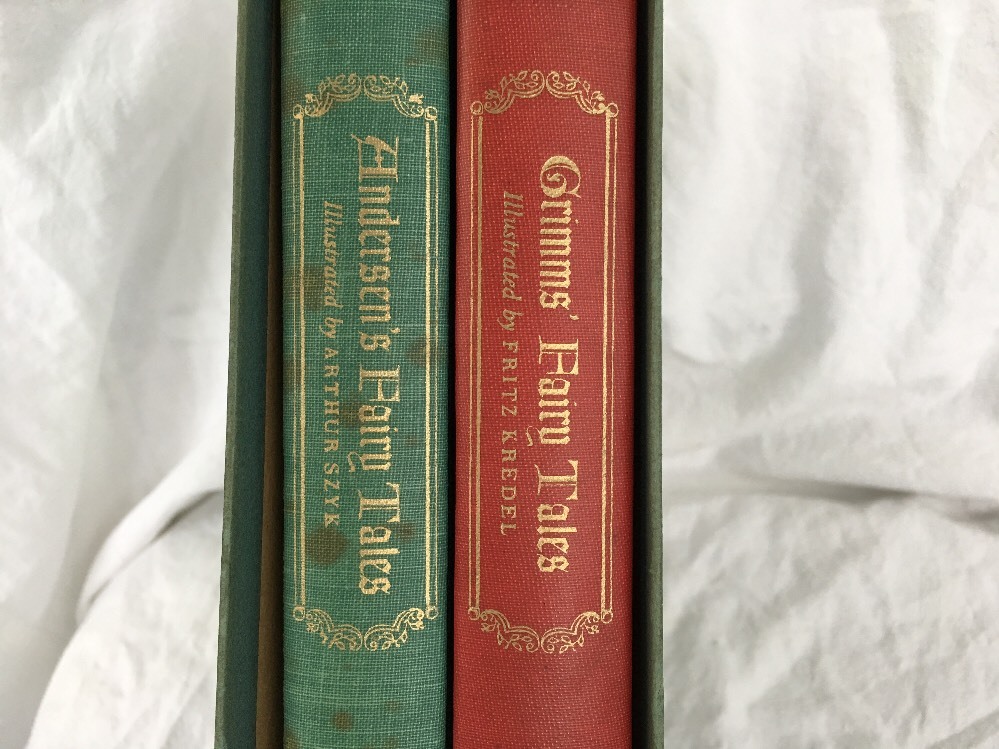 Andersen's Fairy Tales
Illustrated by ARTHUR SZYK
Grimms' Fairy Tales
Illustrated by FRITZ KREDEL